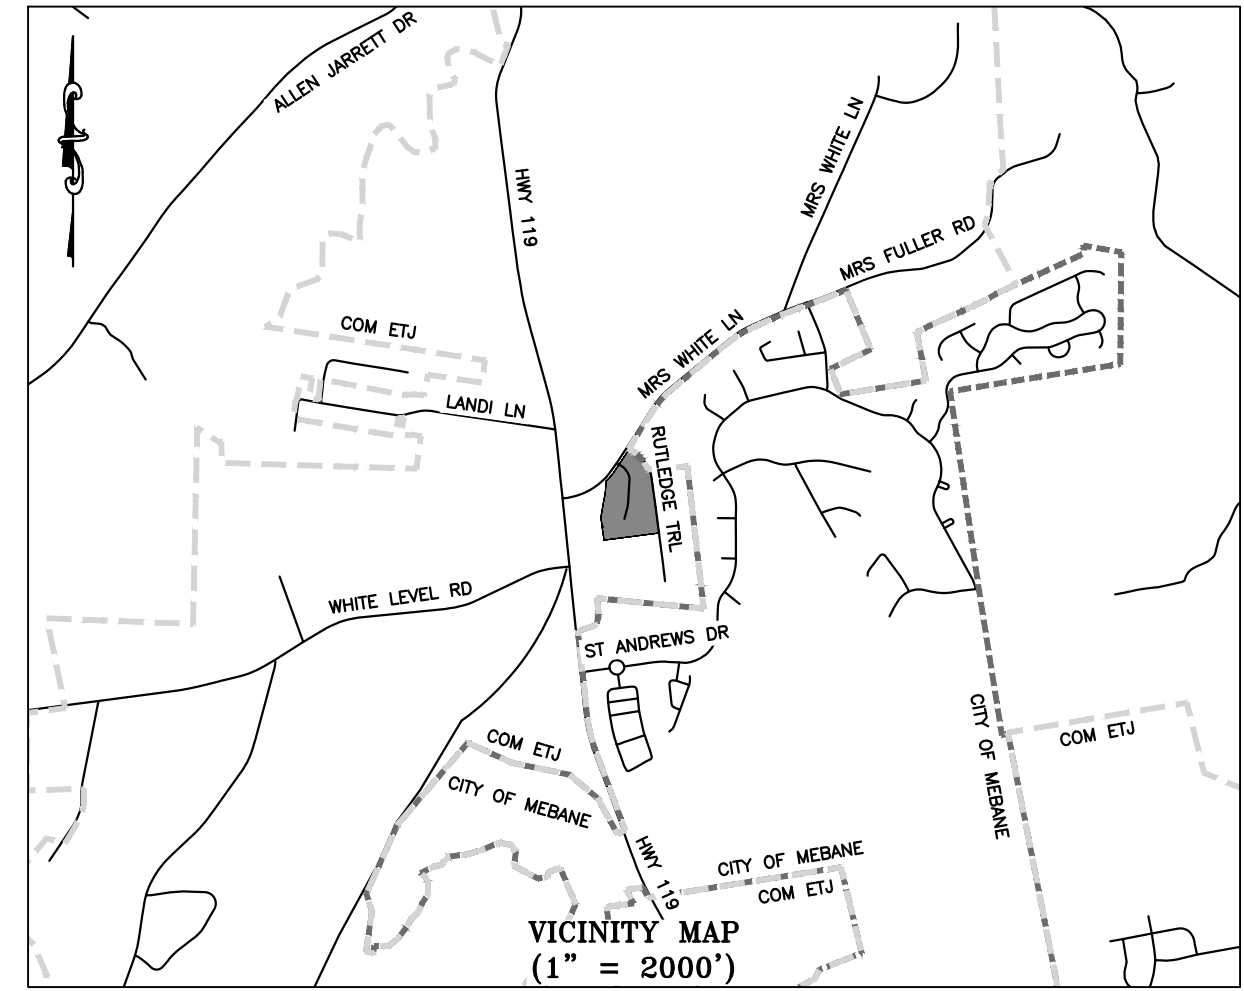 ALLEN JARRETT DR
HWY 119
MRS WHITE LN
MRS FULLER RD
COM ETJ
MRS WHITE LN
LANDI LN
RUTLEDGE TRL
WHITE LEVEL RD
ST ANDREWS DR
COM ETJ
CITY OF MEBANE
CITY OF MEBANE
COM ETJ
HWY 119
CITY OF MEBANE
COM ETJ
VICINITY MAP
(1" = 2000')